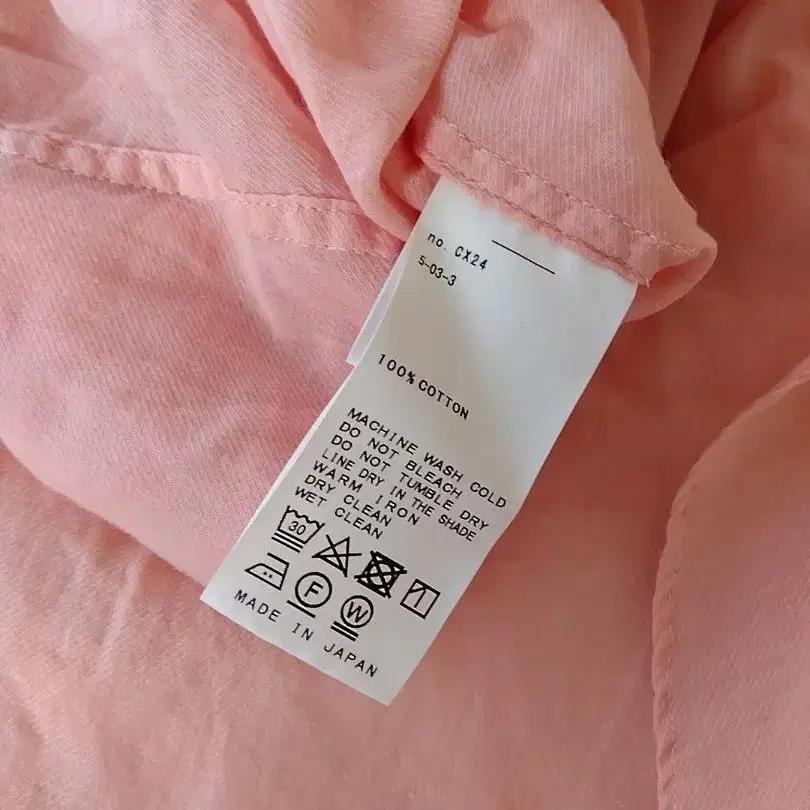 no. CX24
5-03-3
100% COTTON
MACHINE WASH COLD
DO NOT BLEACH
DO NOT TUMBLE DRY
LINE DRY IN THE SHADE
WARM IRON
DRY CLEAN
WET CLEAN
30
F
W
MADE IN JAPAN